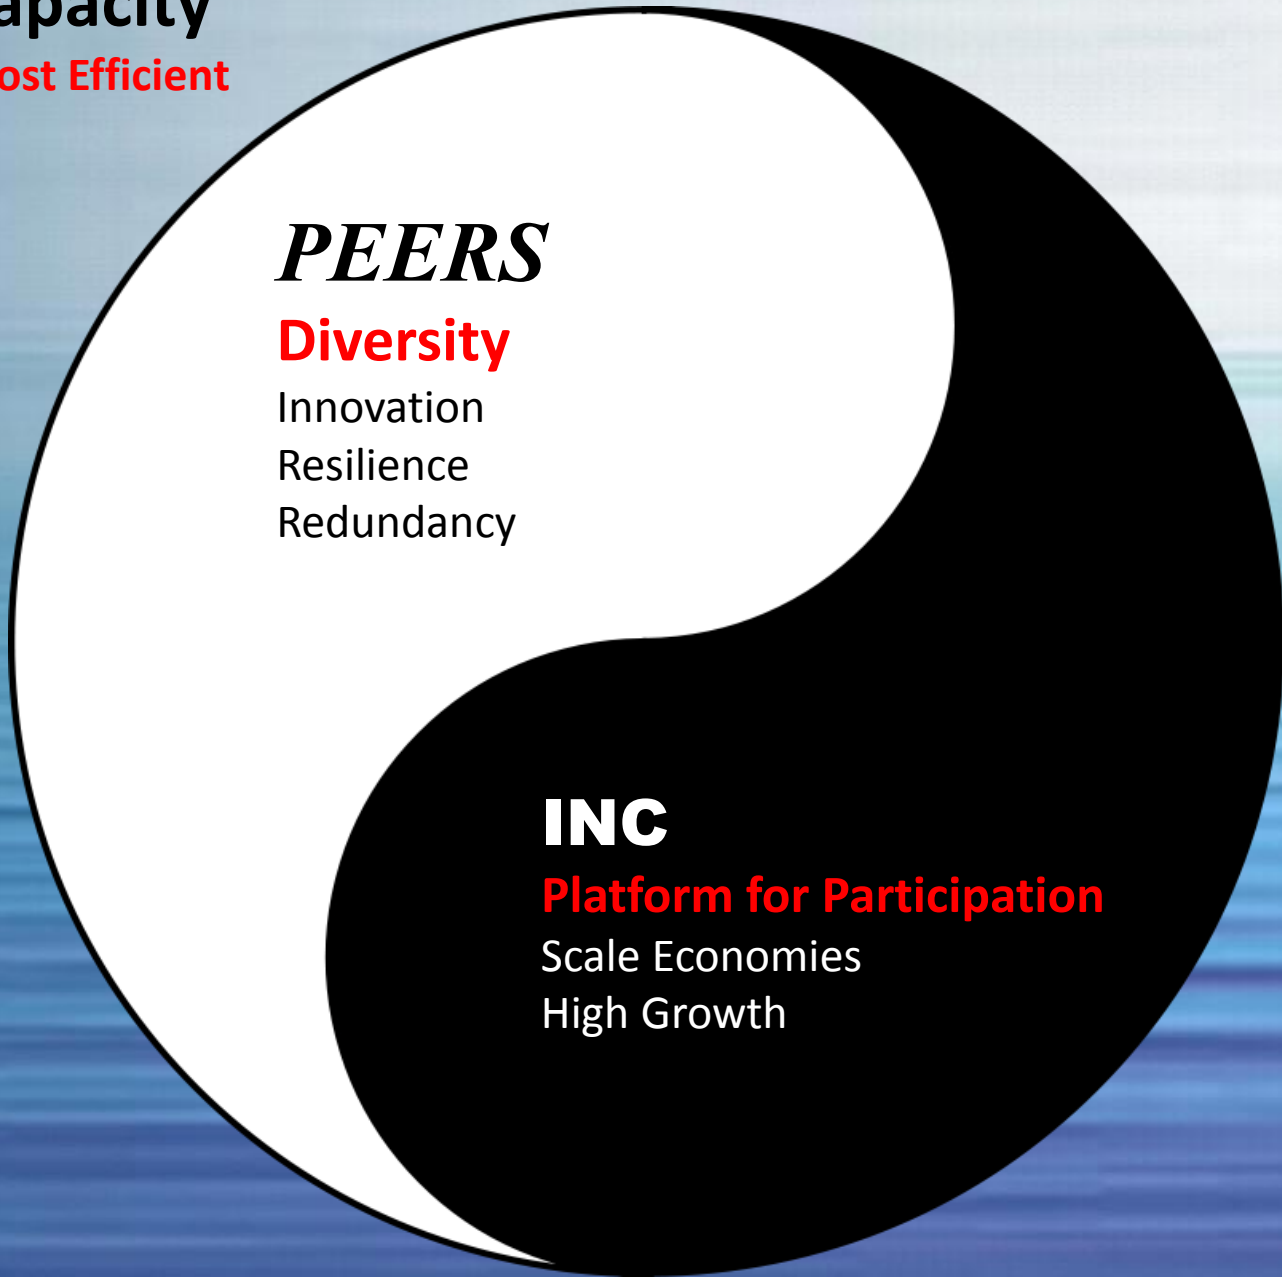 apacity
ost Efficient
PEERS
Diversity
Innovation
Resilience
Redundancy
INC
Platform for Participation
Scale Economies
High Growth